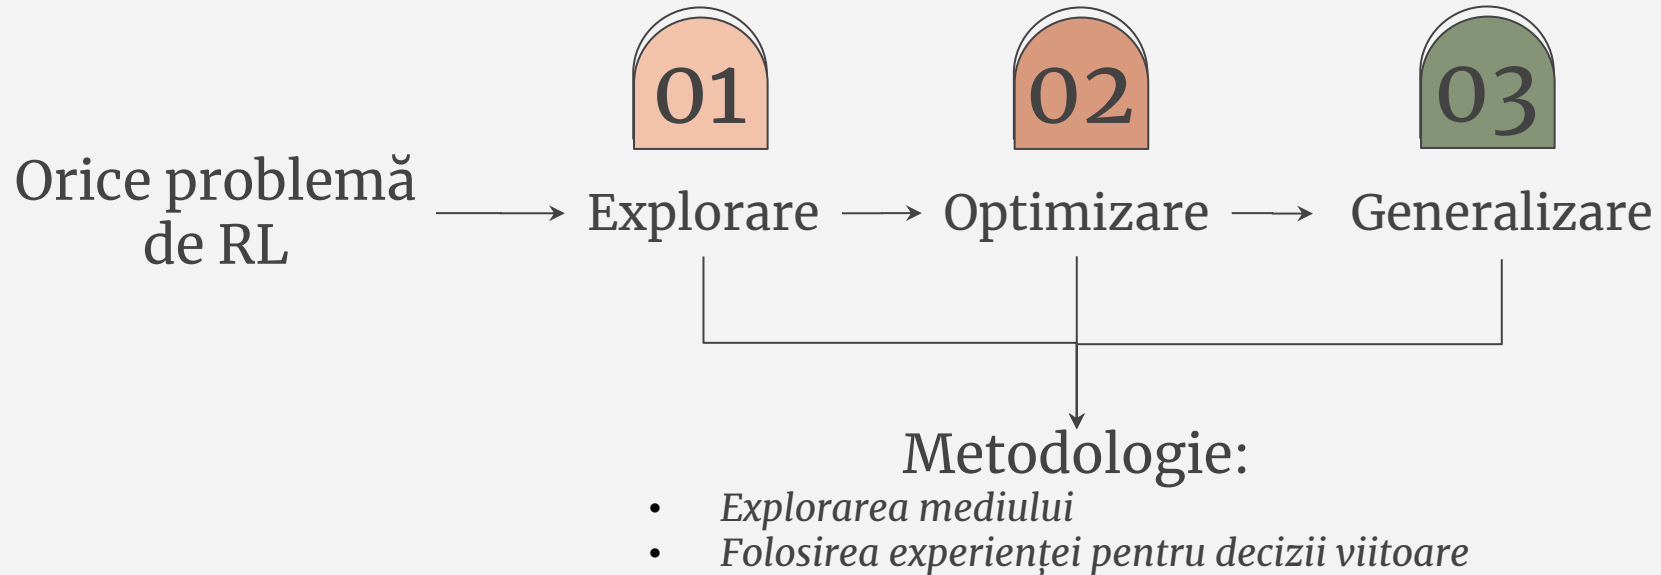 01
02
03
Orice problemă
de RL
Explorare
Optimizare
Generalizare
Metodologie:
• Explorarea mediului
• Folosirea experienței pentru decizii viitoare